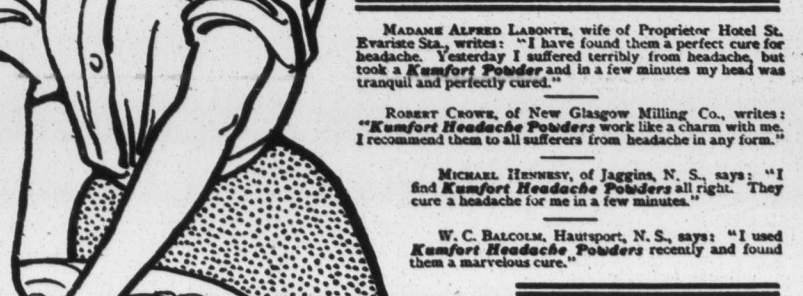 MADAME ALFRED LABONTE, wife of Proprietor Hotel St.
Evariste Sta., writes: "I have found them a perfect cure for
headache. Yesterday I suffered terribly from headache, but
took a Kumfort Powder and in a few minutes my head was
tranquil and perfectly cured."
ROBERT CROWE, of New Glasgow Milling Co., writes:
"Kumfort Headache Powders work like a charm with me.
I recommend them to all sufferers from headache in any form."
MICHAEL HENNESY, of Jaggins, N. S., says: "I
find Kumfort Headache Powders all right. They
cure a headache for me in a few minutes."
W. C. BALCOLM, Hautsport, N. S., says: "I used
Kumfort Headache Powders recently and found
them a marvelous cure."